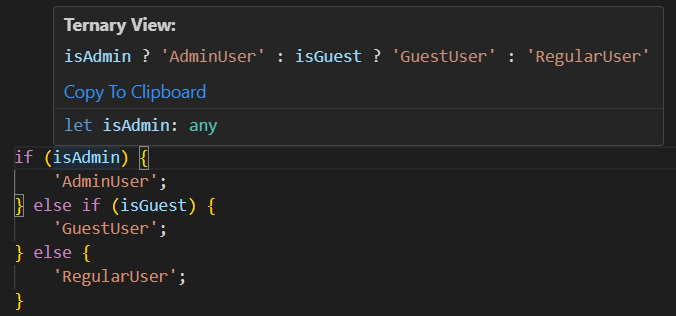 Ternary View:
isAdmin ? 'AdminUser' : isGuest ? 'GuestUser' : 'RegularUser'
Copy To Clipboard
let isAdmin: any
if (isAdmin) {
    'AdminUser';
} else if (isGuest) {
    'GuestUser';
} else {
    'RegularUser';
}